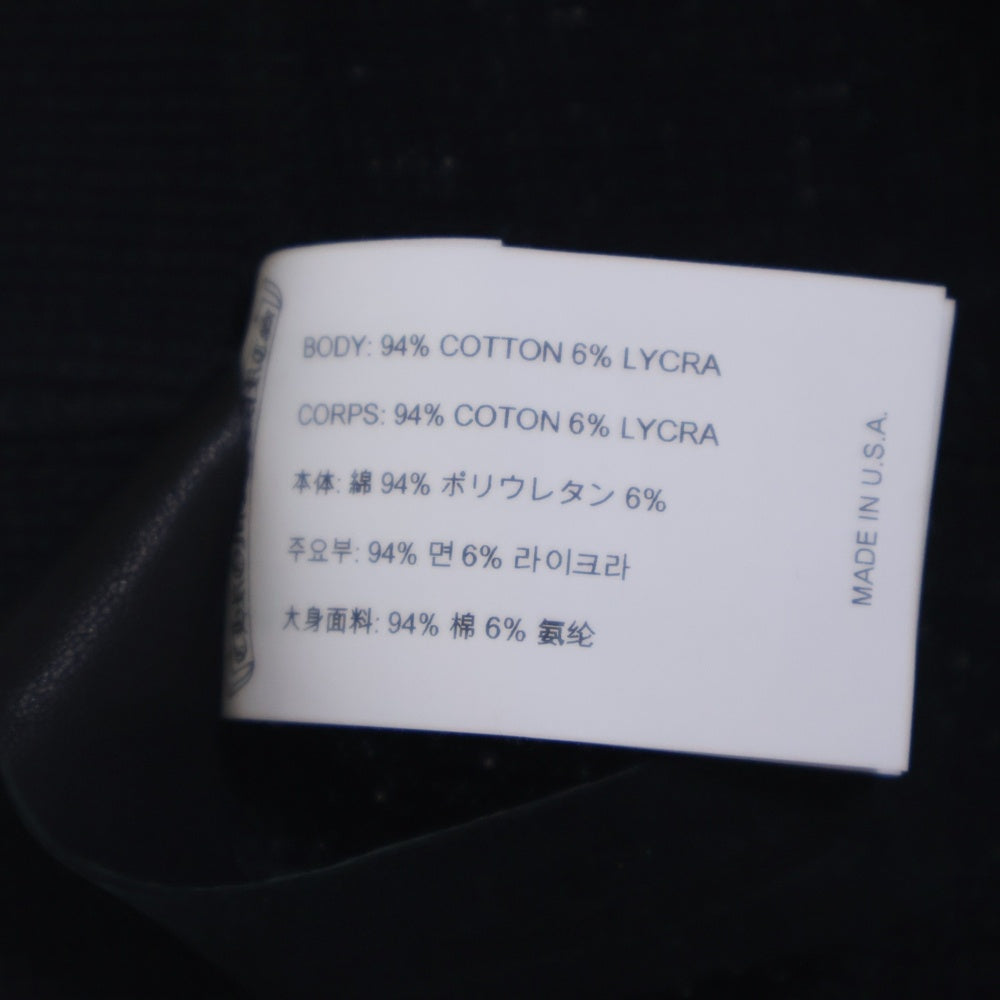 BODY: 94% COTTON 6% LYCRA
CORPS: 94% COTON 6% LYCRA
本体: 綿 94% ポリウレタン 6%
주요부: 94% 면 6% 라이크라
大身面料: 94% 棉 6% 氨纶
MADE IN U.S.A.